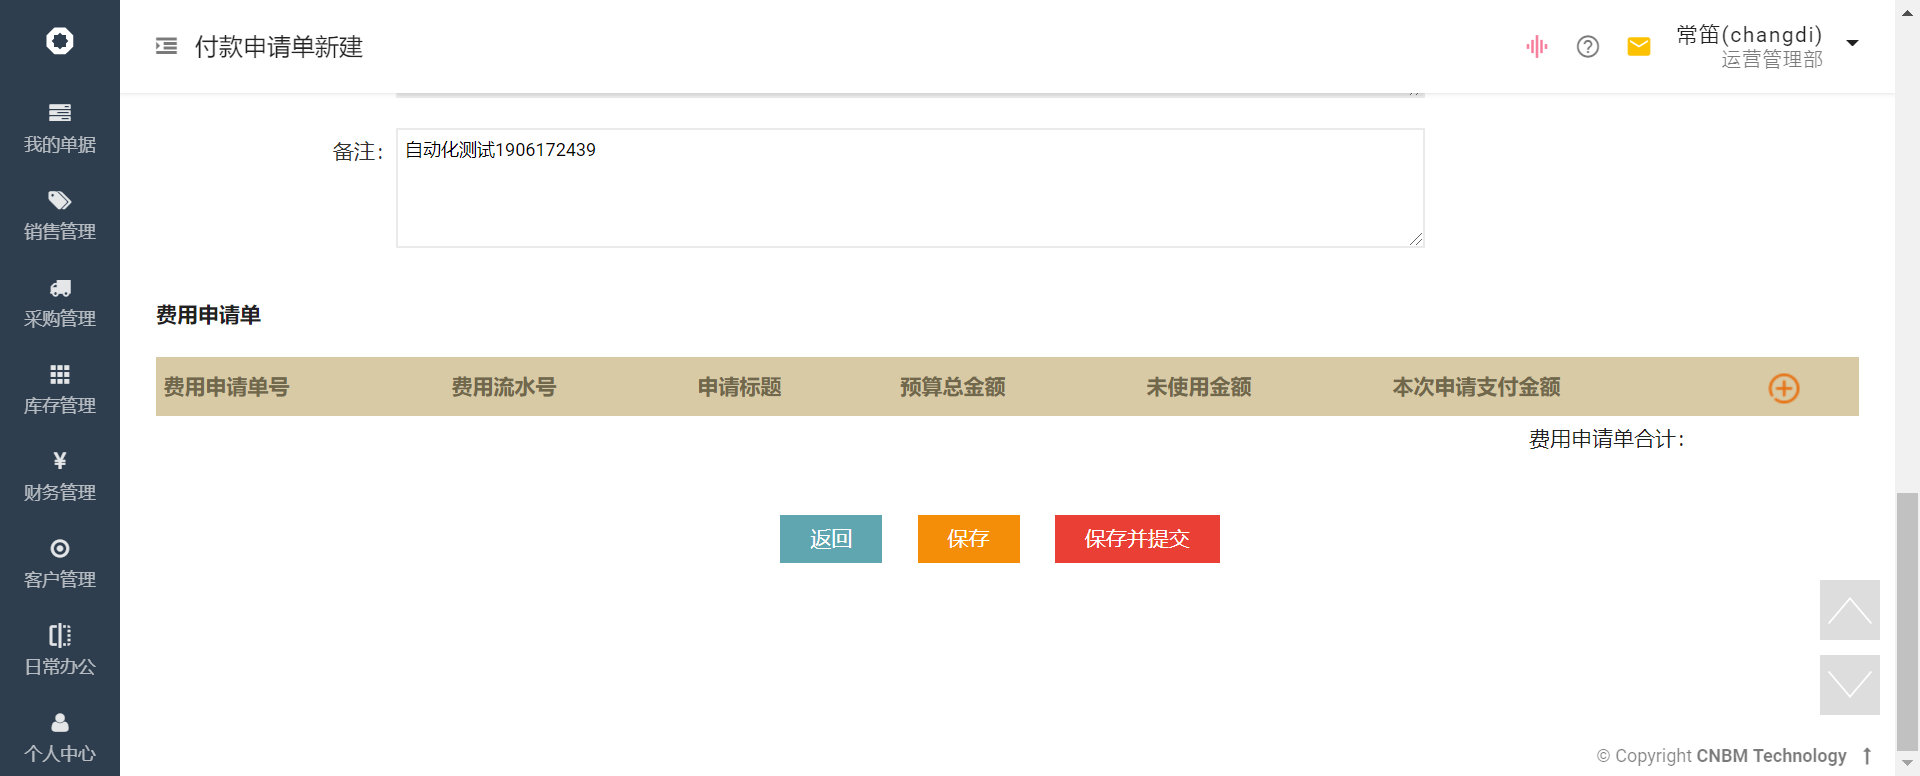 付款申请单新建
常笛(changdi)
运营管理部
我的单据
销售管理
采购管理
库存管理
¥
财务管理
客户管理
日常办公
个人中心
备注：
自动化测试1906172439
费用申请单
费用申请单号 费用流水号 申请标题 预算总金额 未使用金额 本次申请支付金额
费用申请单合计：
返回 保存 保存并提交
© Copyright CNBM Technology